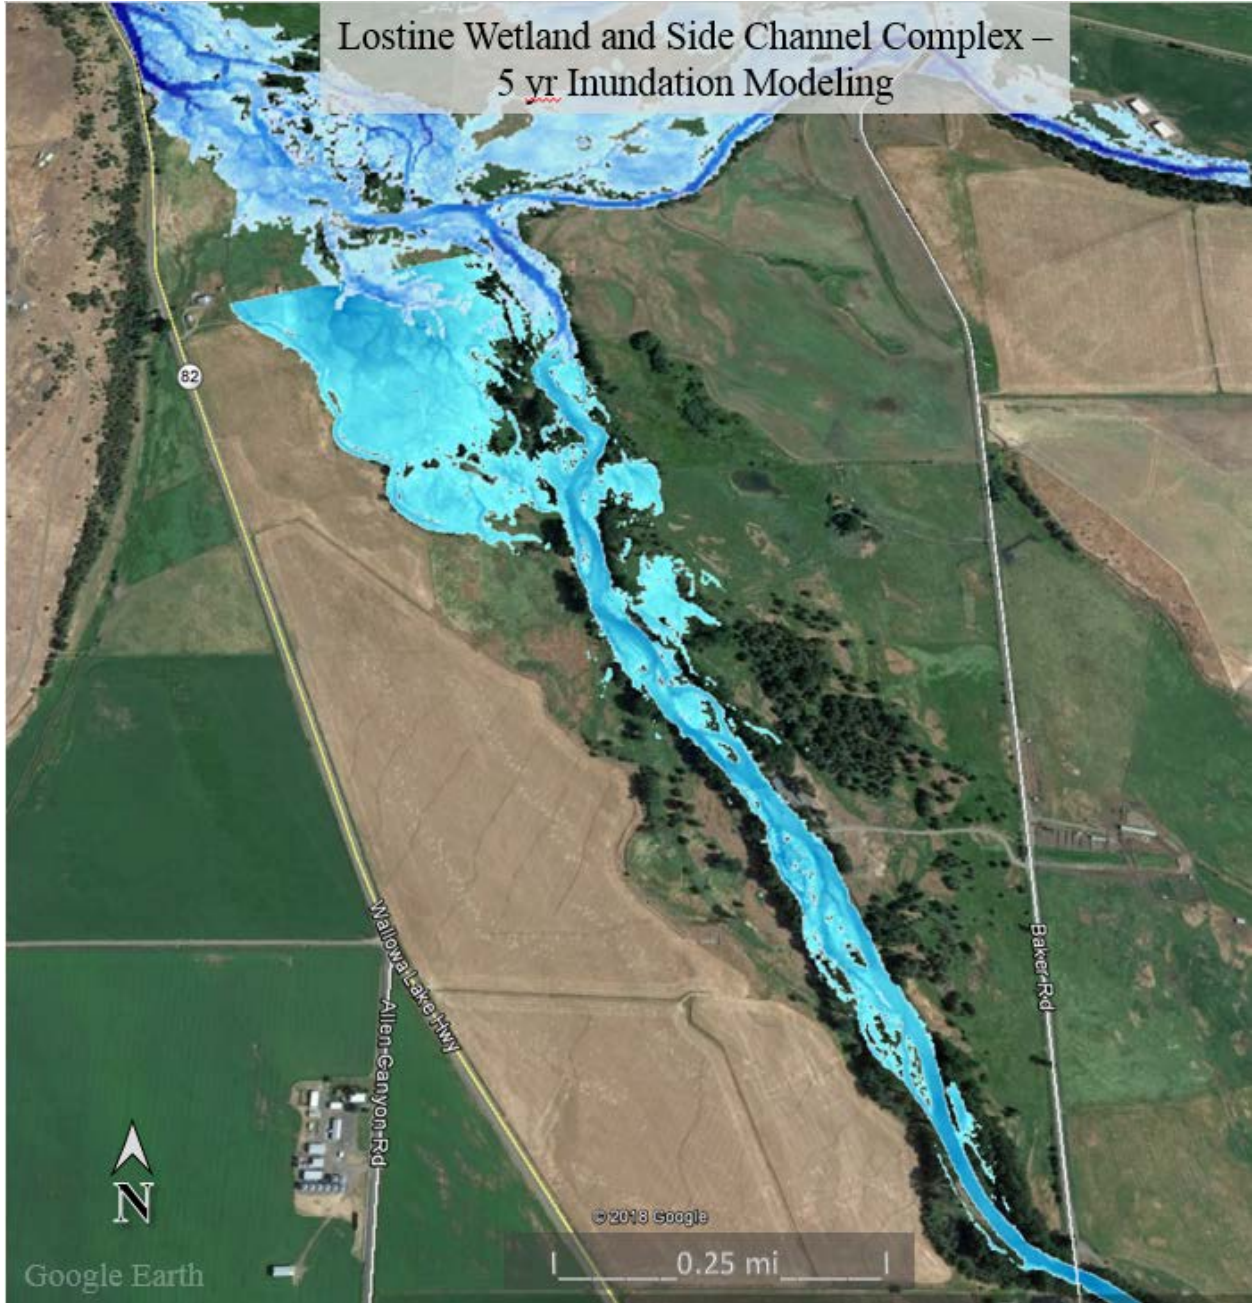 Lostine Wetland and Side Channel Complex –
5 yr Inundation Modeling
82
Wallowa Lake Hwy
Allen Canyon Rd
Baker Rd
N
© 2018 Google
0.25 mi
Google Earth